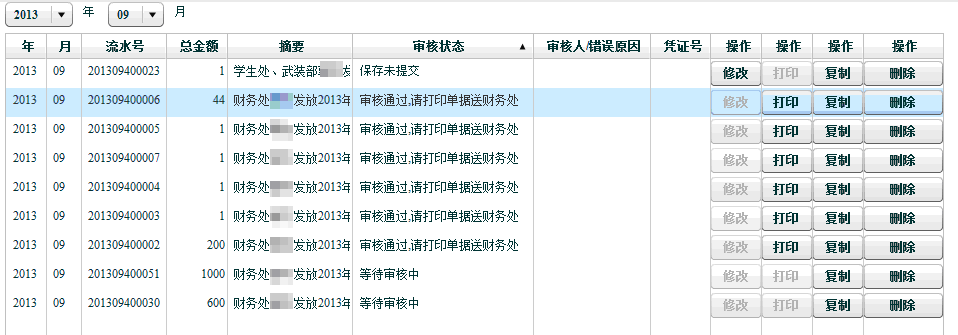 2013 年 09 月
年 月 流水号 总金额 摘要 审核状态 审核人/错误原因 凭证号 操作 操作 操作 操作
2013 09 201309400023 1 学生处、武装部 发 保存未提交 修改 打印 复制 删除
2013 09 201309400006 44 财务处 发放2013年 审核通过,请打印单据送财务处 修改 打印 复制 删除
2013 09 201309400005 1 财务处 发放2013年 审核通过,请打印单据送财务处 修改 打印 复制 删除
2013 09 201309400007 1 财务处 发放2013年 审核通过,请打印单据送财务处 修改 打印 复制 删除
2013 09 201309400004 1 财务处 发放2013年 审核通过,请打印单据送财务处 修改 打印 复制 删除
2013 09 201309400003 1 财务处 发放2013年 审核通过,请打印单据送财务处 修改 打印 复制 删除
2013 09 201309400002 200 财务处 发放2013年 审核通过,请打印单据送财务处 修改 打印 复制 删除
2013 09 201309400051 1000 财务处 发放2013年 等待审核中 修改 打印 复制 删除
2013 09 201309400030 600 财务处 发放2013年 等待审核中 修改 打印 复制 删除